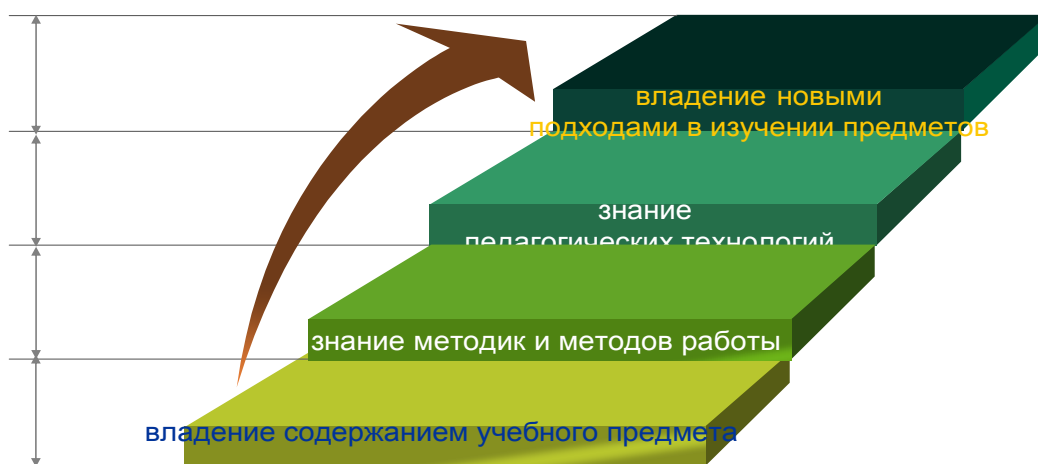 владение новыми
подходами в изучении предметов
знание
педагогических технологий
знание методик и методов работы
владение содержанием учебного предмета